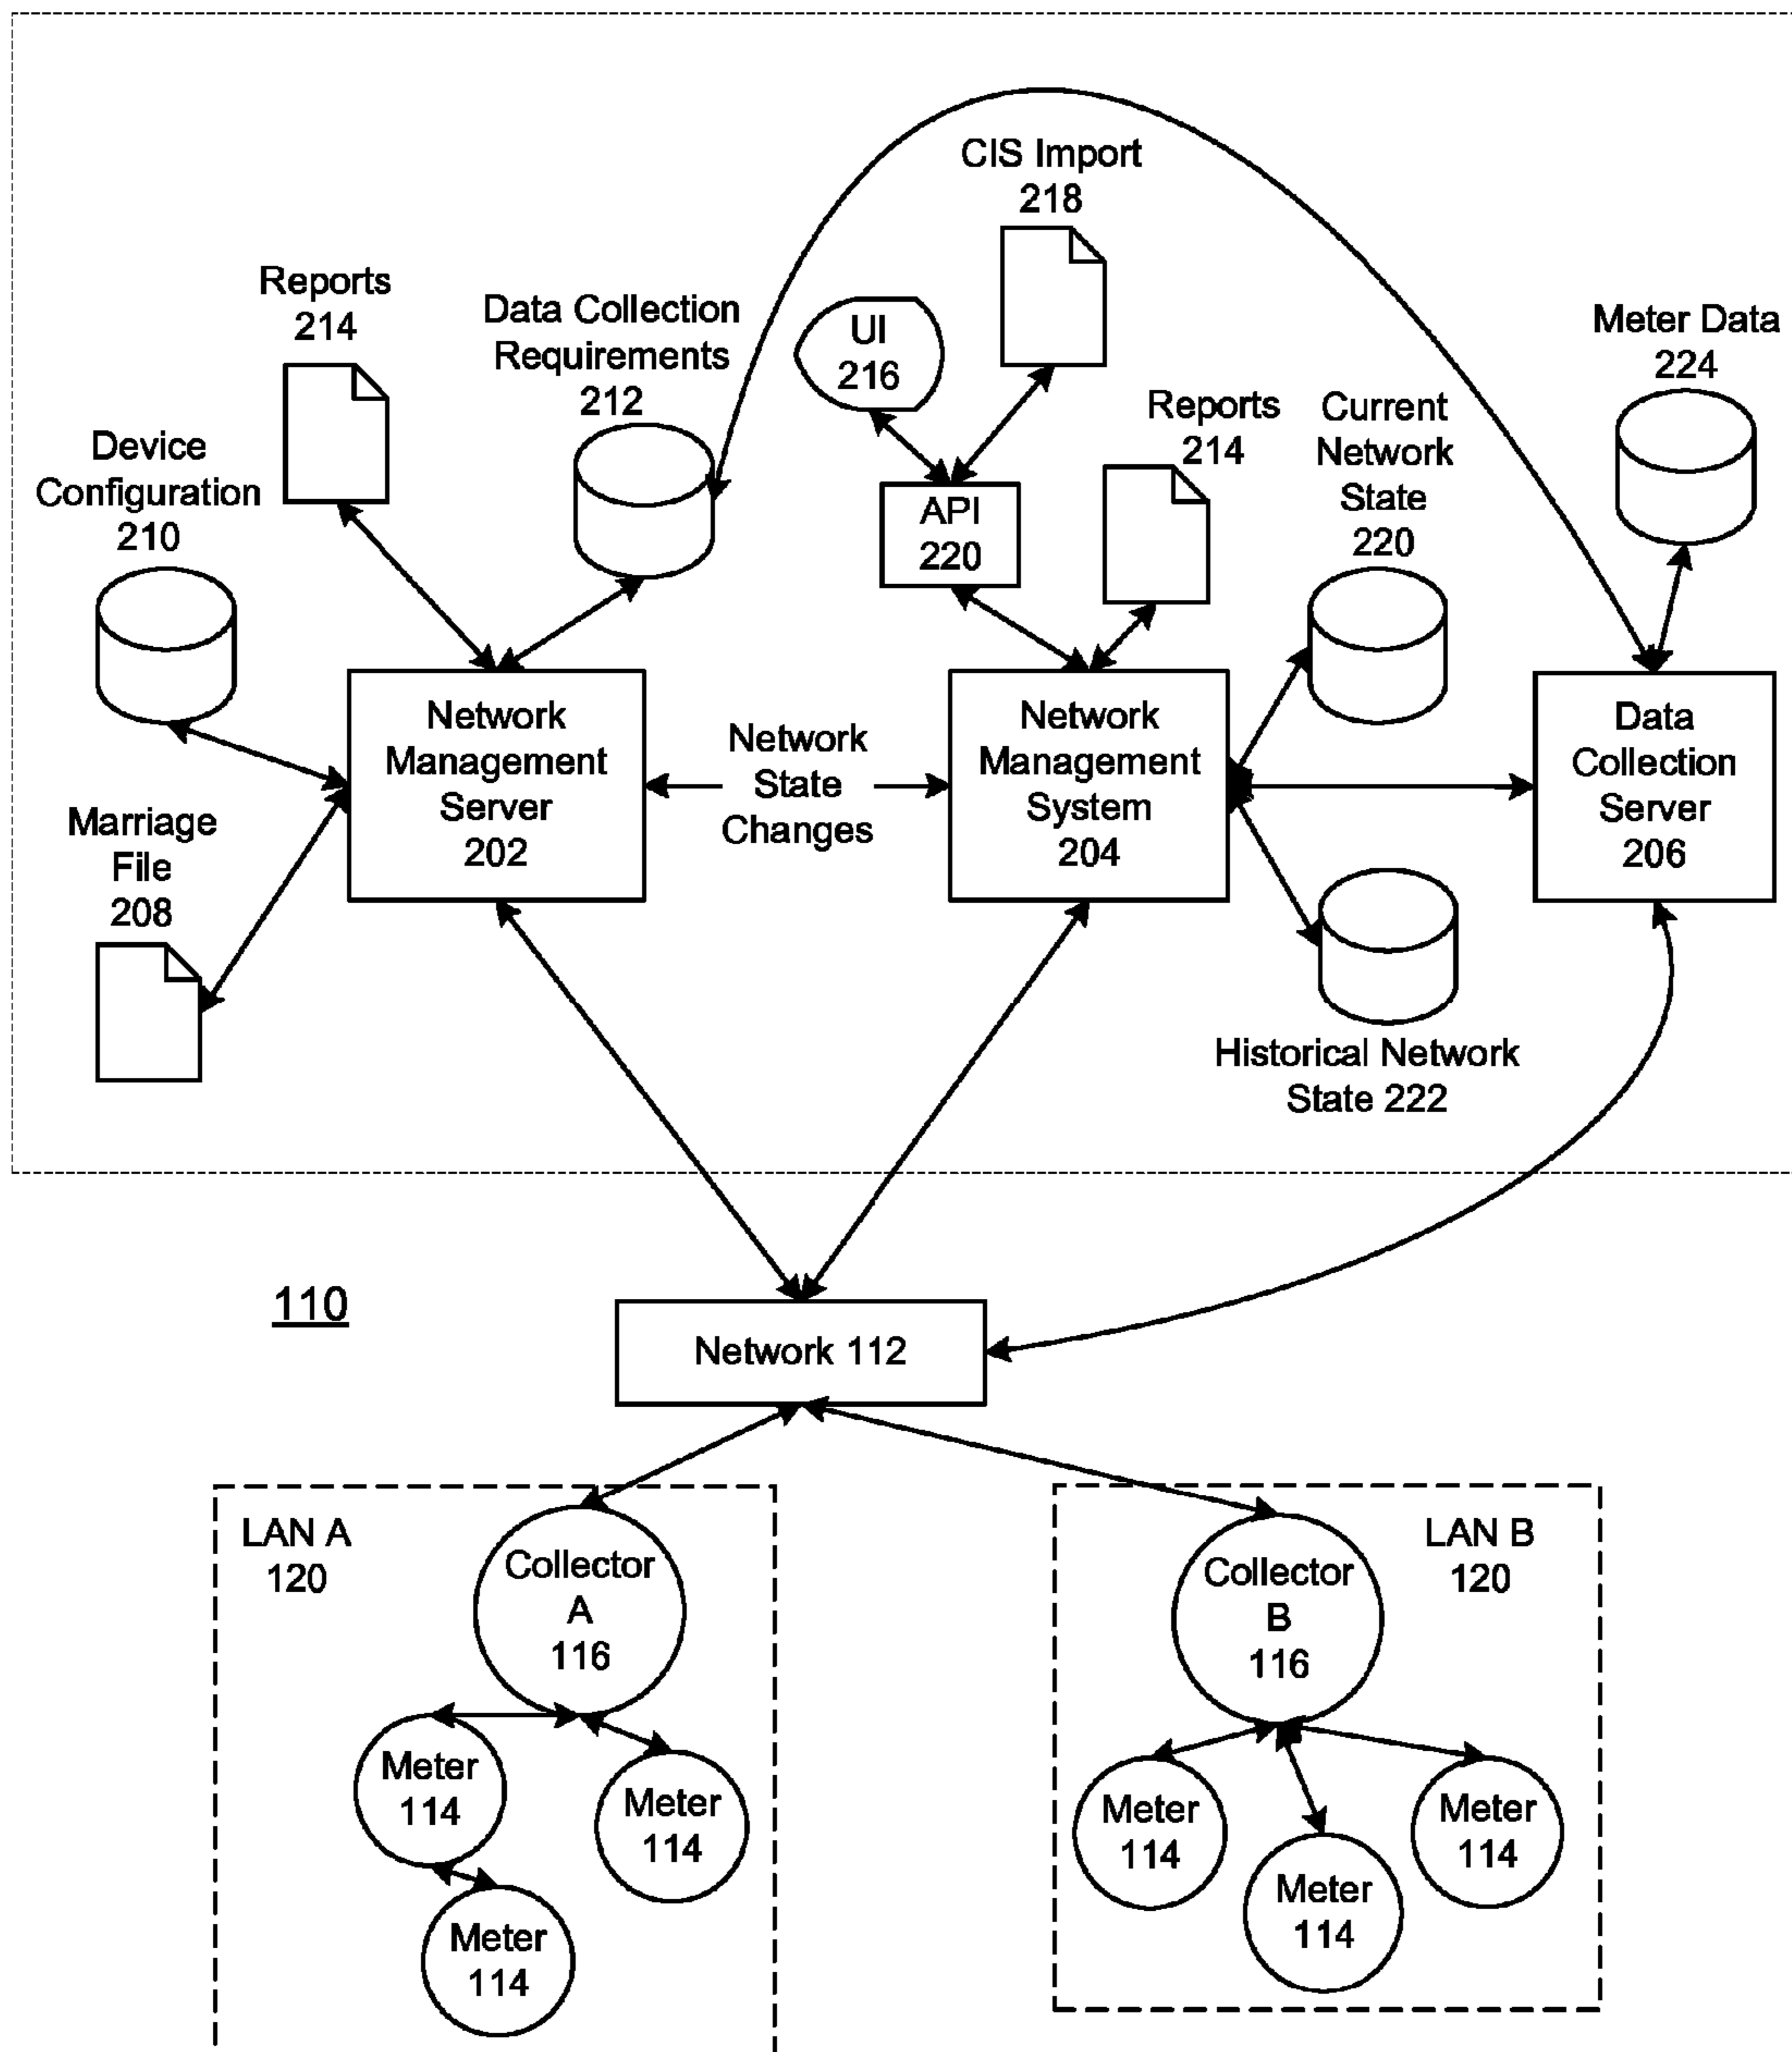 CIS Import
218
Reports
214
Data Collection
Requirements
212
UI
216
Meter Data
224
Device
Configuration
210
API
220
Reports
214
Current
Network
State
220
Marriage
File
208
Network
Management
Server
202
Network
State
Changes
Network
Management
System
204
Data
Collection
Server
206
Historical Network
State 222
110
Network 112
LAN A
120
Collector
A
116
Meter
114
Meter
114
Meter
114
LAN B
120
Collector
B
116
Meter
114
Meter
114
Meter
114